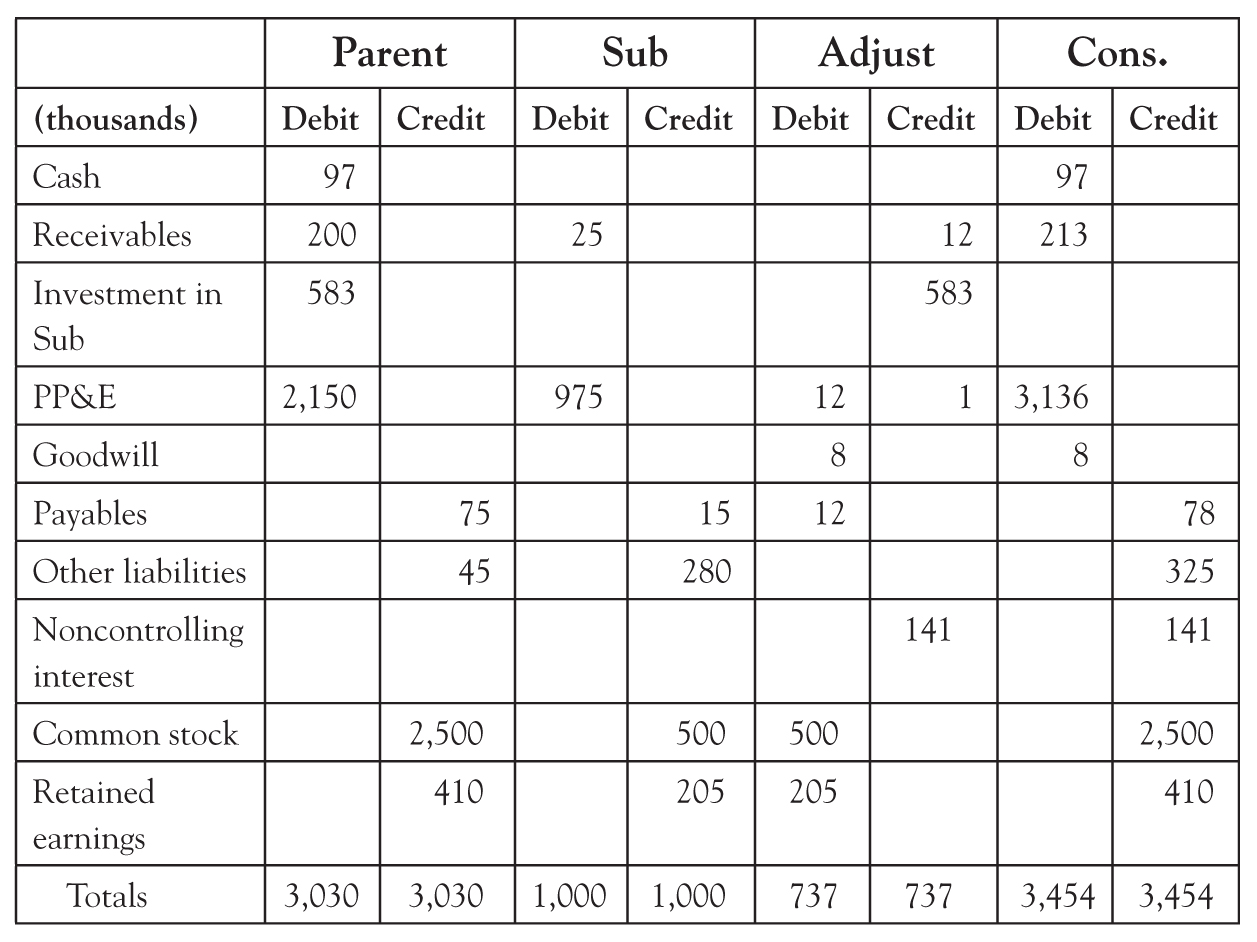 Parent Sub Adjust Cons.
(thousands) Debit Credit Debit Credit Debit Credit Debit Credit
Cash 97 97
Receivables 200 25 12 213
Investment in 583 583
Sub
PP&E 2,150 975 12 1 3,136
Goodwill 8 8
Payables 75 15 12 78
Other liabilities 45 280 325
Noncontrolling 141 141
interest
Common stock 2,500 500 500 2,500
Retained 410 205 205 410
earnings
Totals 3,030 3,030 1,000 1,000 737 737 3,454 3,454